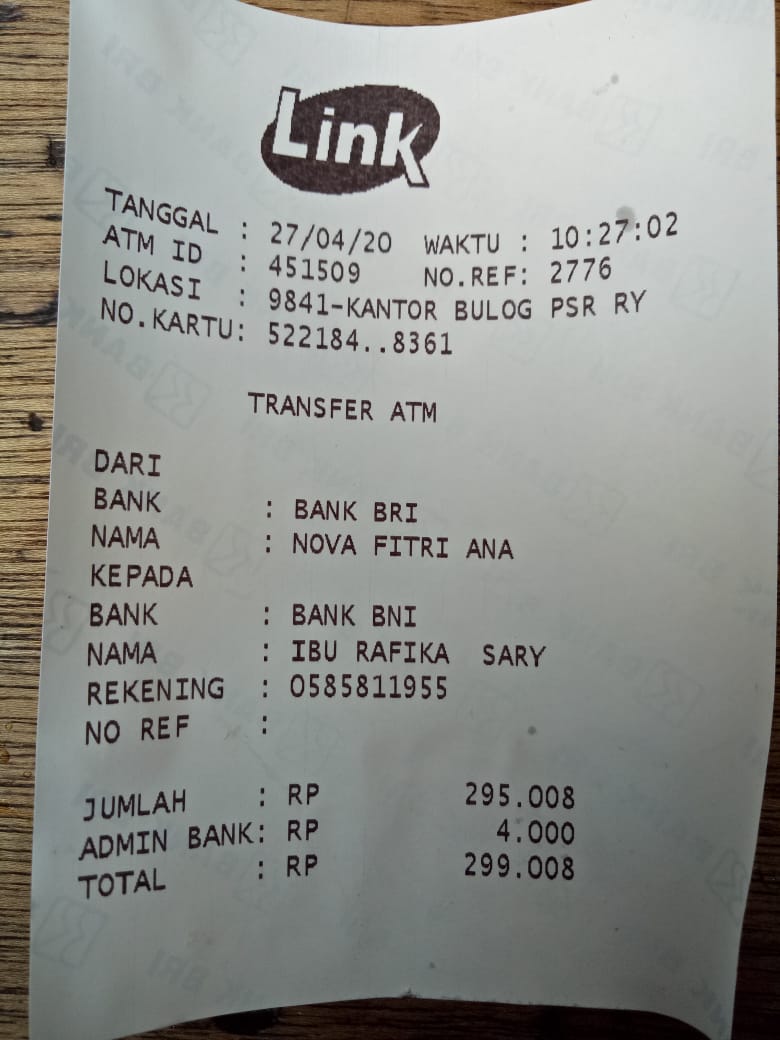 Link
TANGGAL : 27/04/20 WAKTU : 10:27:02
ATM ID : 451509 NO.REF: 2776
LOKASI : 9841-KANTOR BULOG PSR RY
NO.KARTU: 522184..8361
TRANSFER ATM
DARI
BANK : BANK BRI
NAMA : NOVA FITRI ANA
KEPADA
BANK : BANK BNI
NAMA : IBU RAFIKA SARY
REKENING : 0585811955
NO REF :
JUMLAH : RP 295.008
ADMIN BANK: RP 4.000
TOTAL : RP 299.008